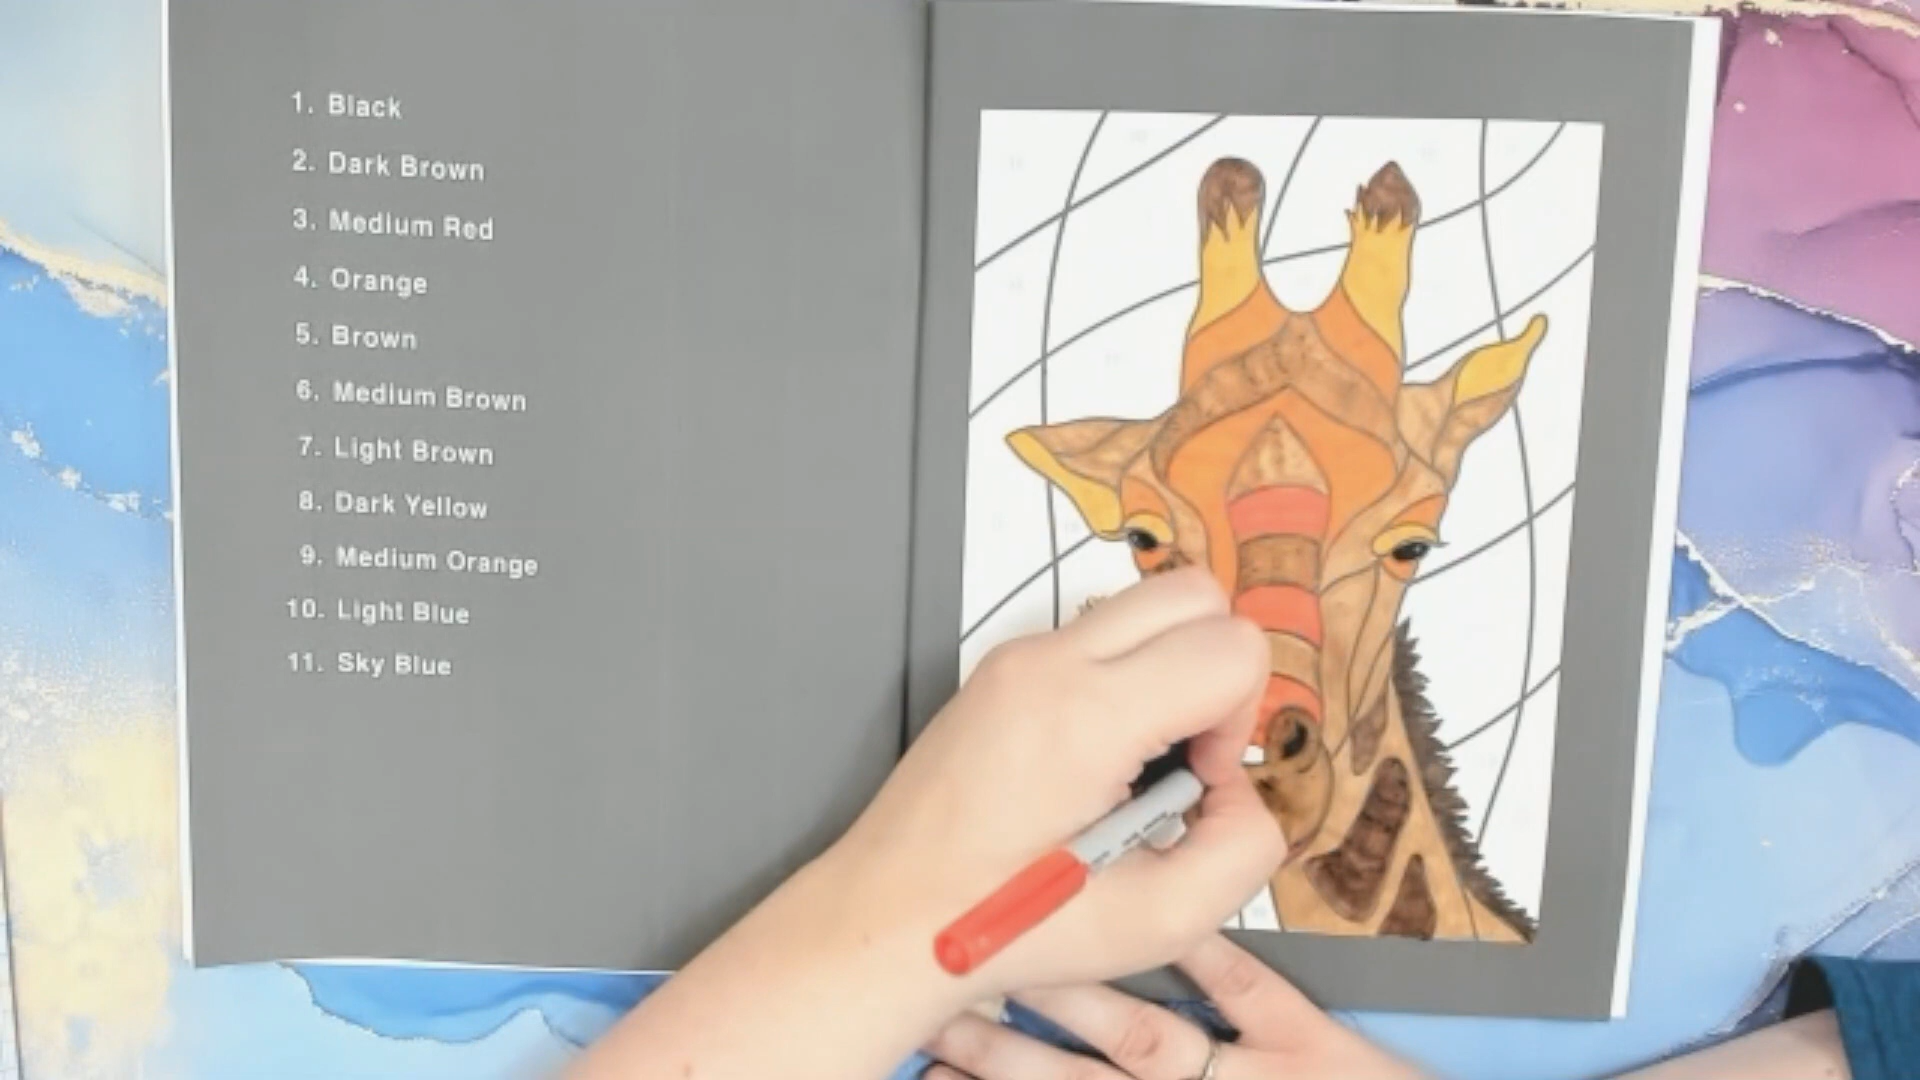 1. Black
2. Dark Brown
3. Medium Red
4. Orange
5. Brown
6. Medium Brown
7. Light Brown
8. Dark Yellow
9. Medium Orange
10. Light Blue
11. Sky Blue